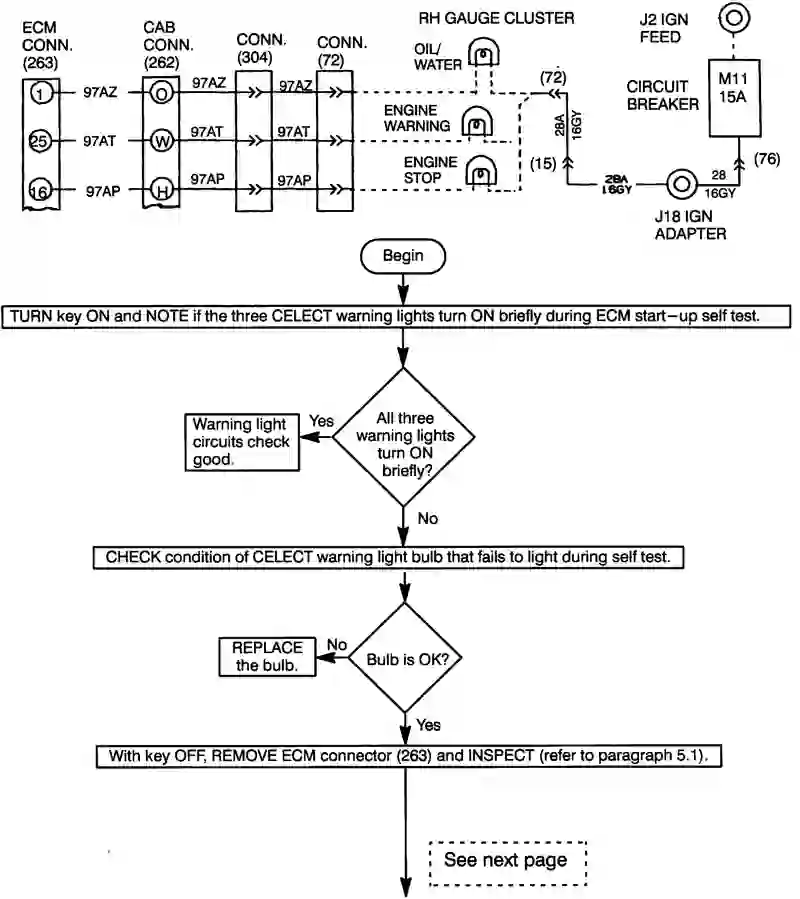 ECM
CONN.
(263)
CAB
CONN.
(262)
CONN.
(304)
CONN.
(72)
RH GAUGE CLUSTER
J2 IGN
FEED
OIL/
WATER
(72)
CIRCUIT
BREAKER
M11
15A
1
97AZ
O
97AZ
97AZ
ENGINE
WARNING
28A
16GY
25
97AT
W
97AT
97AT
ENGINE
STOP
(15)
(76)
16
97AP
H
97AP
97AP
28A
16GY
28
16GY
J18 IGN
ADAPTER
Begin
TURN key ON and NOTE if the three CELECT warning lights turn ON briefly during ECM start-up self test.
All three
warning lights
turn ON
briefly?
Yes
Warning light
circuits check
good.
No
CHECK condition of CELECT warning light bulb that fails to light during self test.
Bulb is OK?
No
REPLACE
the bulb.
Yes
With key OFF, REMOVE ECM connector (263) and INSPECT (refer to paragraph 5.1).
See next page